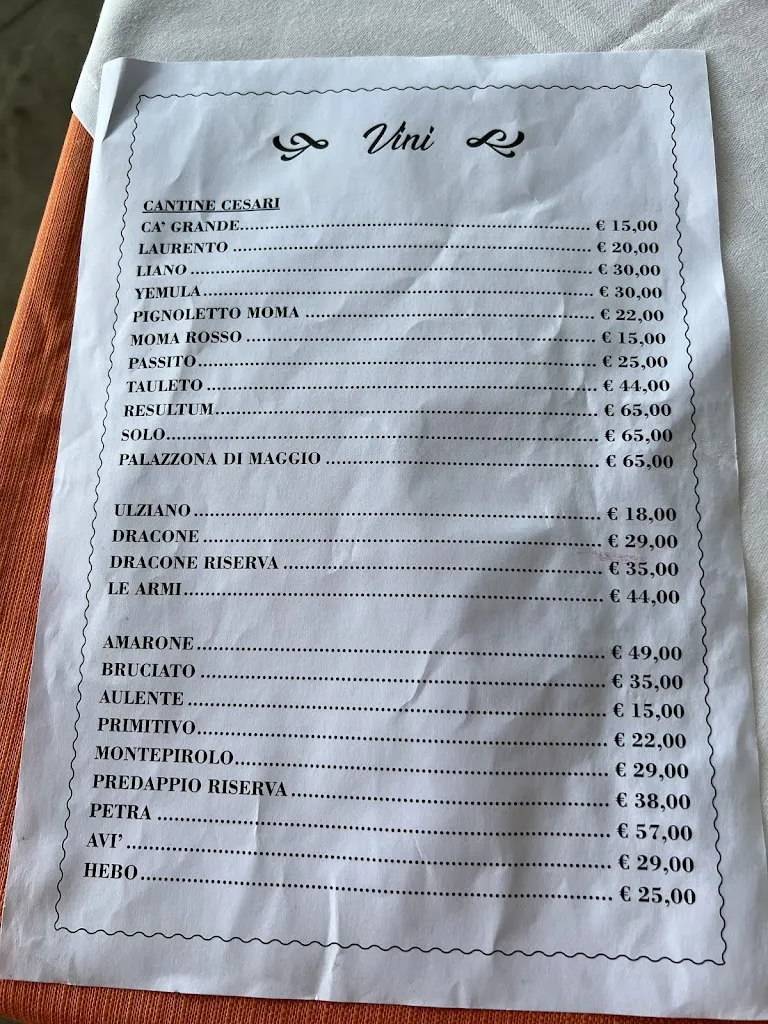 Vini
CANTINE CESARI
CA' GRANDE........................................ € 15,00
LAURENTO ........................................ € 20,00
LIANO ........................................ € 30,00
YEMULA........................................ € 30,00
PIGNOLETTO MOMA ........................................ € 22,00
MOMA ROSSO ........................................ € 15,00
PASSITO........................................ € 25,00
TAULETO ........................................ € 44,00
RESULTUM........................................ € 65,00
SOLO........................................ € 65,00
PALAZZONA DI MAGGIO ........................................ € 65,00
ULZIANO ........................................ € 18,00
DRACONE ........................................ € 29,00
DRACONE RISERVA ........................................ € 35,00
LE ARMI........................................ € 44,00
AMARONE ........................................ € 49,00
BRUCIATO ........................................ € 35,00
AULENTE ........................................ € 15,00
PRIMITIVO........................................ € 22,00
MONTEPIROLO........................................ € 29,00
PREDAPPIO RISERVA ........................................ € 38,00
PETRA ........................................ € 57,00
AVI' ........................................ € 29,00
HEBO ........................................ € 25,00